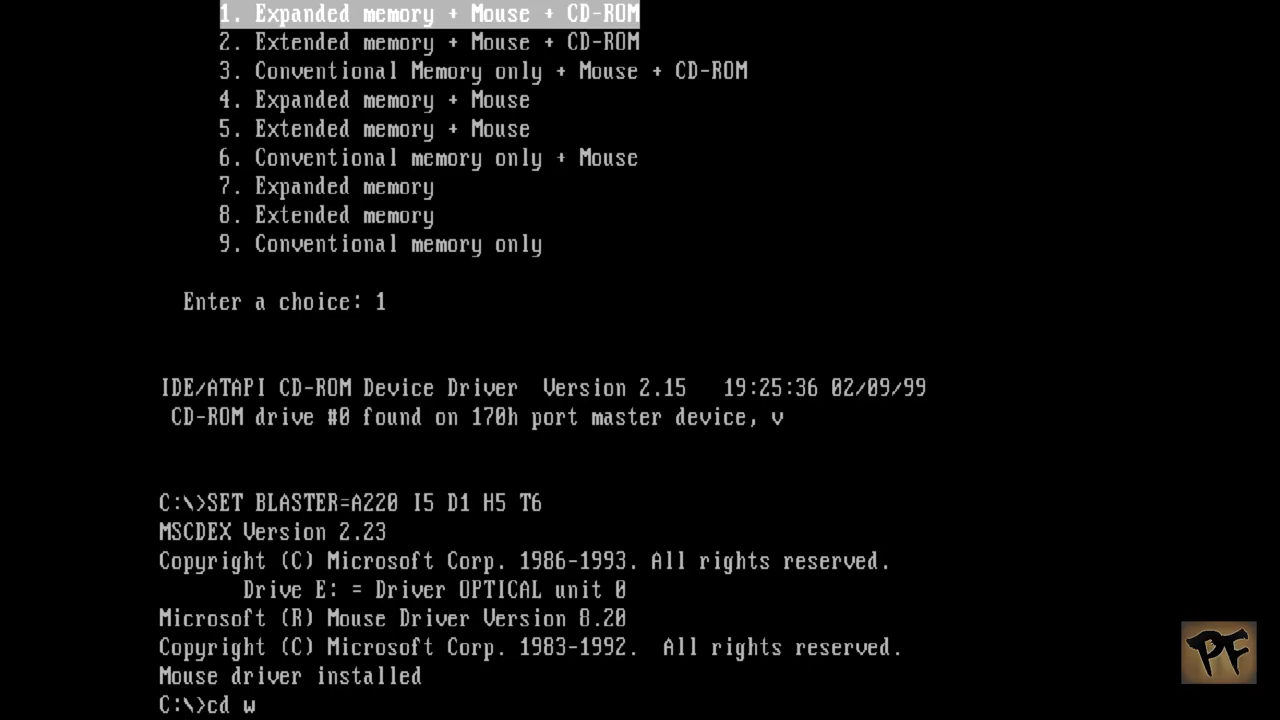 1. Expanded memory + Mouse + CD-ROM
2. Extended memory + Mouse + CD-ROM
3. Conventional Memory only + Mouse + CD-ROM
4. Expanded memory + Mouse
5. Extended memory + Mouse
6. Conventional memory only + Mouse
7. Expanded memory
8. Extended memory
9. Conventional memory only
Enter a choice: 1
IDE/ATAPI CD-ROM Device Driver  Version 2.15   19:25:36 02/09/99
CD-ROM drive #0 found on 170h port master device, v
C:\>SET BLASTER=A220 I5 D1 H5 T6
MSCDEX Version 2.23
Copyright (C) Microsoft Corp. 1986-1993. All rights reserved.
Drive E: = Driver OPTICAL unit 0
Microsoft (R) Mouse Driver Version 8.20
Copyright (C) Microsoft Corp. 1983-1992.  All rights reserved.
Mouse driver installed
C:\>cd w
PF